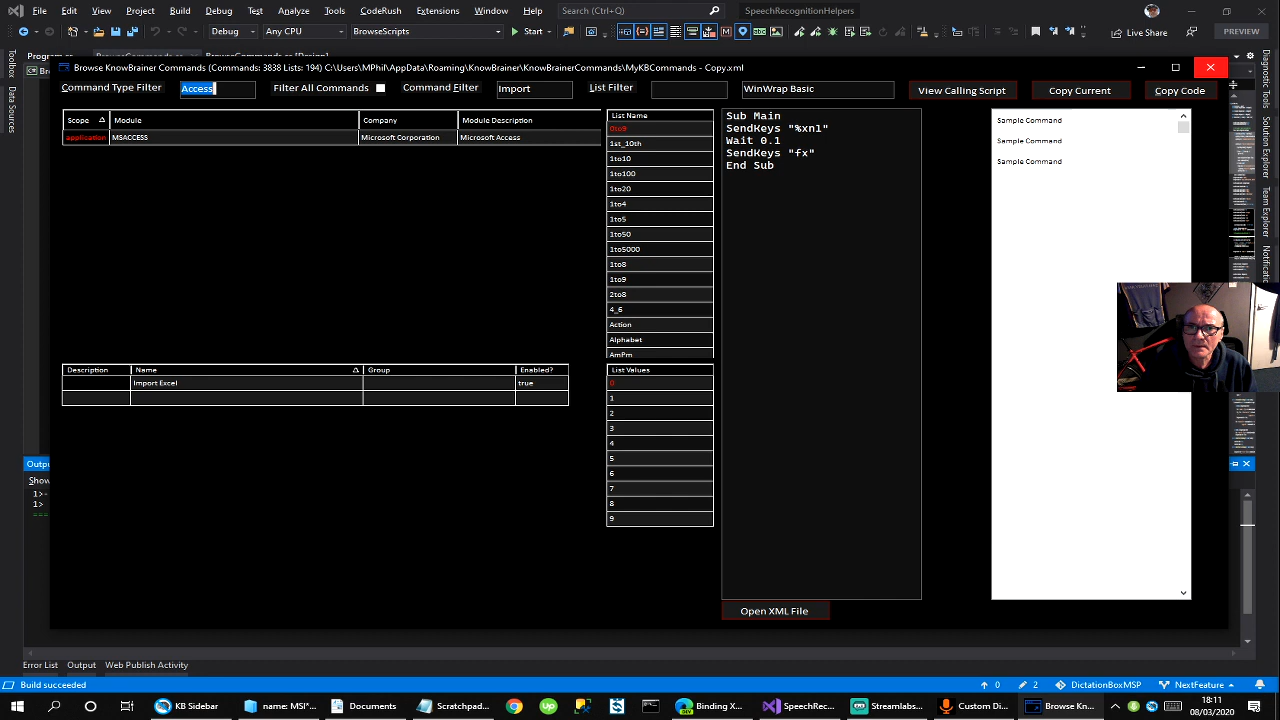 File Edit View Project Build Debug Test Analyze Tools CodeRush Extensions Window Help Search (Ctrl+Q) SpeechRecognitionHelpers
Debug Any CPU BrowseScripts Start Live Share PREVIEW
Browse KnowBrainer Commands (Commands: 3838 Lists: 194) C:\Users\MPhil\AppData\Roaming\KnowBrainer\KnowBrainerCommands\MyKBCommands - Copy.xml
Command Type Filter Access Filter All Commands Command Filter Import List Filter WinWrap Basic View Calling Script Copy Current Copy Code
Scope Module Company Module Description
application MSACCESS Microsoft Corporation Microsoft Access
List Name
0to9
1st_10th
1to10
1to100
1to20
1to4
1to5
1to50
1to5000
1to8
1to9
2to8
4_6
Action
Alphabet
AmPm
Sub Main
SendKeys "%xnl"
Wait 0.1
SendKeys "fx"
End Sub
Sample Command
Sample Command
Sample Command
Description Name Group Enabled?
Import Excel true
List Values
0
1
2
3
4
5
6
7
8
9
Open XML File
Toolbox
Data Sources
Diagnostic Tools
Solution Explorer
Team Explorer
Output
Show
1>
1>
Error List Output Web Publish Activity
Build succeeded 0 2 DictationBoxMSP NextFeature
KB Sidebar name: MSI* Documents Scratchpad... Binding X... SpeechRec... Streamlabs... Custom Di... Browse Kn... 18:11
08/03/2020